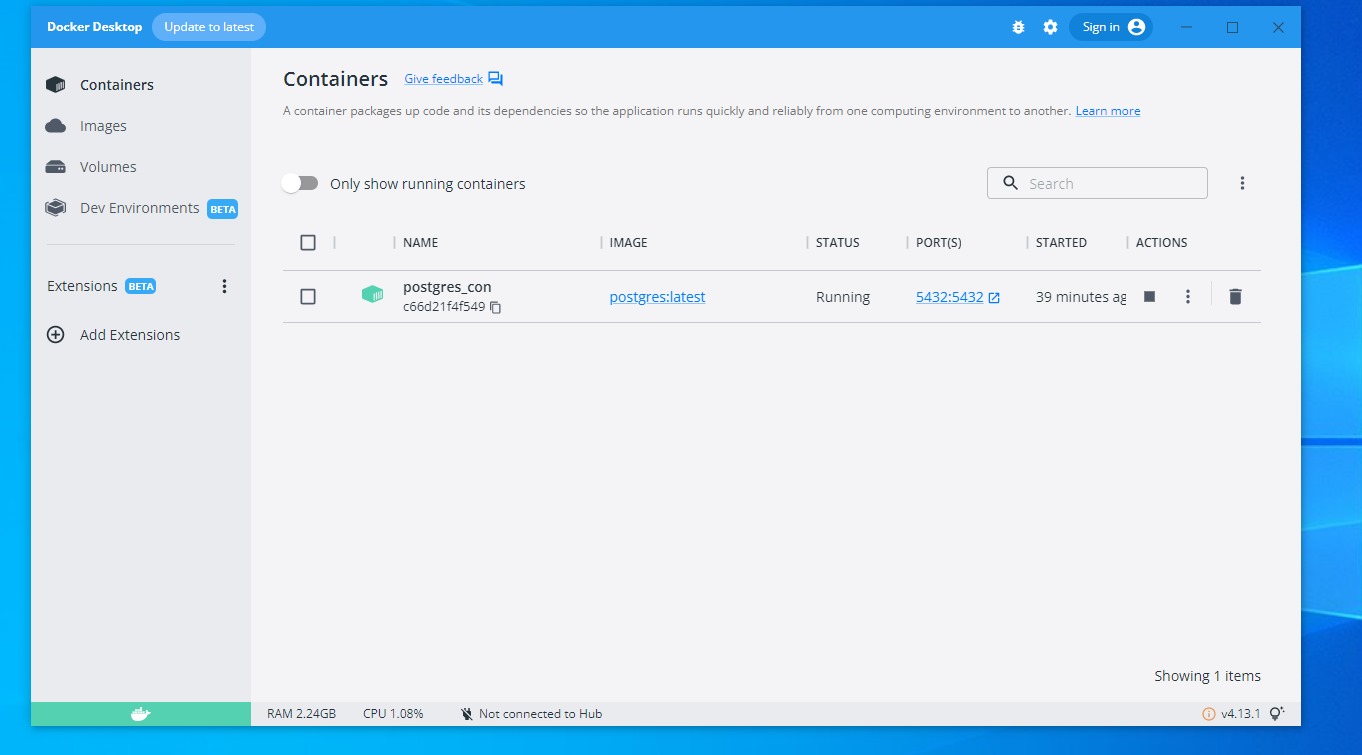 Docker Desktop Update to latest Sign in
Containers
Images
Volumes
Dev Environments BETA
Extensions BETA
Add Extensions
Containers Give feedback
A container packages up code and its dependencies so the application runs quickly and reliably from one computing environment to another. Learn more
Only show running containers Search
NAME IMAGE STATUS PORT(S) STARTED ACTIONS
postgres_con postgres:latest Running 5432:5432 39 minutes ag
c66d21f4f549
Showing 1 items
RAM 2.24GB CPU 1.08% Not connected to Hub v4.13.1